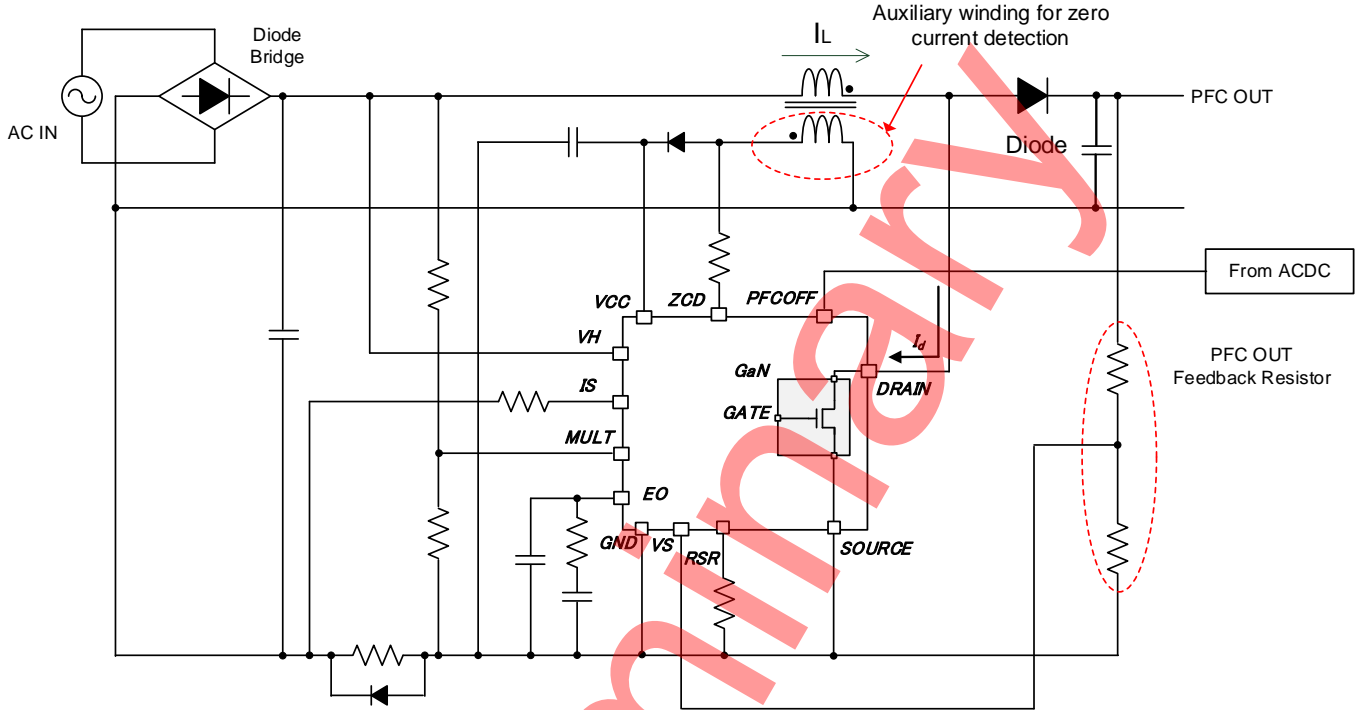 Auxiliary winding for zero
current detection
IL
Diode
Bridge
AC IN
PFC OUT
Diode
From ACDC
VCC
ZCD
PFCOFF
VH
Id
GaN
DRAIN
PFC OUT
Feedback Resistor
IS
GATE
MULT
EO
GND
VS
RSR
SOURCE
minary